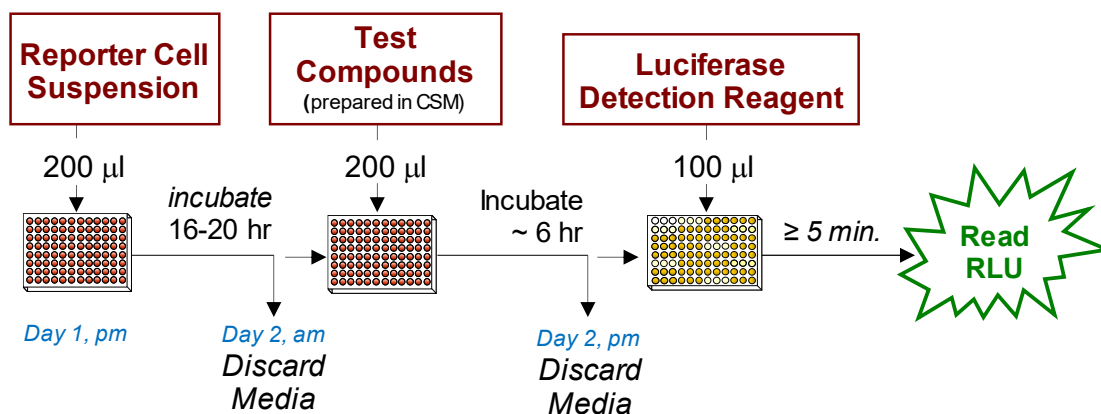 Reporter Cell
Suspension
Test
Compounds
(prepared in CSM)
Luciferase
Detection Reagent
200 μl
200 μl
100 μl
incubate
16-20 hr
Incubate
~ 6 hr
≥ 5 min.
Read
RLU
Day 1, pm
Day 2, am
Discard
Media
Day 2, pm
Discard
Media